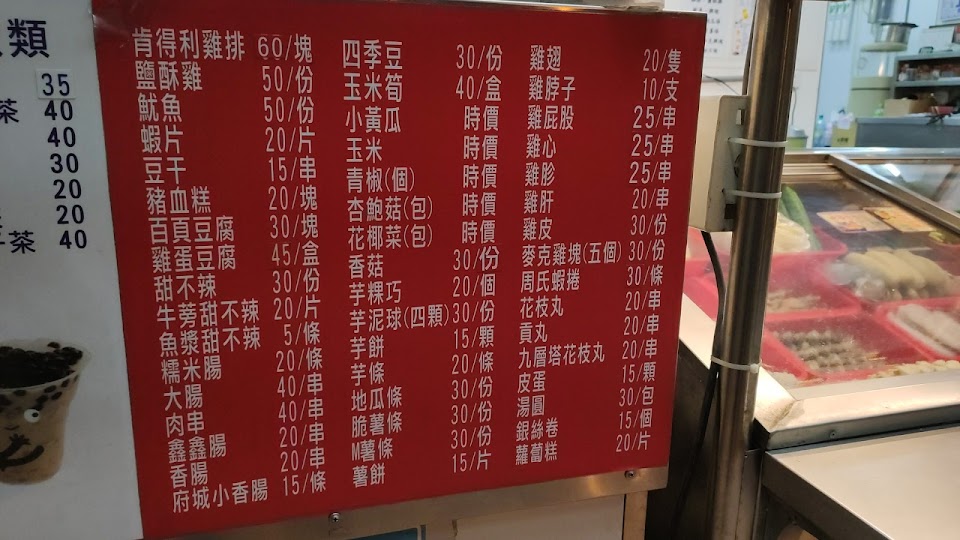 類
35
茶 40
40
30
20
20
茶 40
肯得利雞排 60/塊
鹽酥雞 50/份
魷魚 50/份
蝦片 20/片
豆干 15/串
豬血糕 20/塊
百頁豆腐 30/塊
雞蛋豆腐 45/盒
甜不辣 30/份
牛旁甜不辣 20/片
魚漿甜不辣 5/條
糯米腸 20/條
大腸 40/串
肉串 40/串
鑫鑫腸 20/串
香腸 20/串
府城小香腸 15/條
四季豆 30/份
玉米筍 40/盒
小黃瓜 時價
玉米 時價
青椒(個) 時價
杏鮑菇(包) 時價
花椰菜(包) 時價
香菇 30/份
芋粿巧 20/個
芋泥球(四顆) 30/份
芋餅 15/顆
芋條 20/條
地瓜條 30/份
脆薯條 30/份
M薯條 30/份
薯餅 15/片
雞翅 20/隻
雞脖子 10/支
雞屁股 25/串
雞心 25/串
雞胗 25/串
雞肝 20/串
雞皮 30/份
麥克雞塊(五個) 30/份
周氏蝦捲 30/條
花枝丸 20/串
貢丸 20/串
九層塔花枝丸 20/串
皮蛋 15/顆
湯圓 30/包
銀絲卷 15/個
蘿蔔糕 20/片